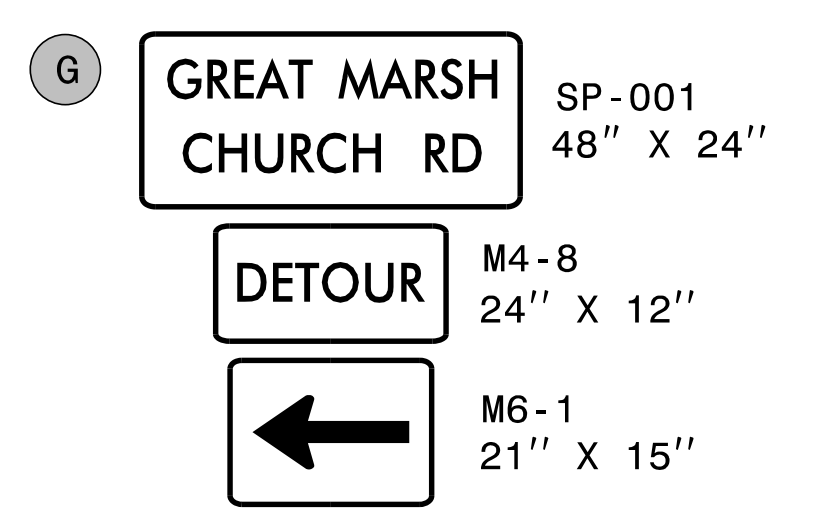 G
GREAT MARSH
CHURCH RD
SP-001
48" X 24"
DETOUR
M4-8
24" X 12"
M6-1
21" X 15"